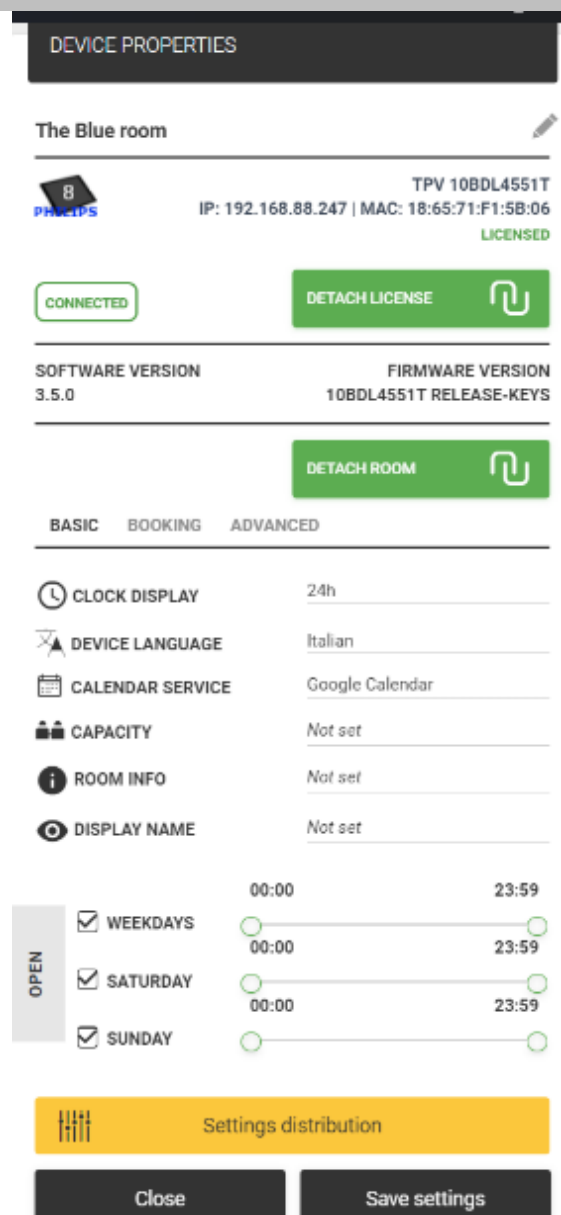 DEVICE PROPERTIES
The Blue room
8
PHILIPS
TPV 10BDL4551T
IP: 192.168.88.247 | MAC: 18:65:71:F1:5B:06
LICENSED
CONNECTED
DETACH LICENSE
SOFTWARE VERSION
3.5.0
FIRMWARE VERSION
10BDL4551T RELEASE-KEYS
DETACH ROOM
BASIC BOOKING ADVANCED
CLOCK DISPLAY 24h
DEVICE LANGUAGE Italian
CALENDAR SERVICE Google Calendar
CAPACITY Not set
ROOM INFO Not set
DISPLAY NAME Not set
OPEN
00:00 23:59
WEEKDAYS
00:00 23:59
SATURDAY
00:00 23:59
SUNDAY
Settings distribution
Close Save settings